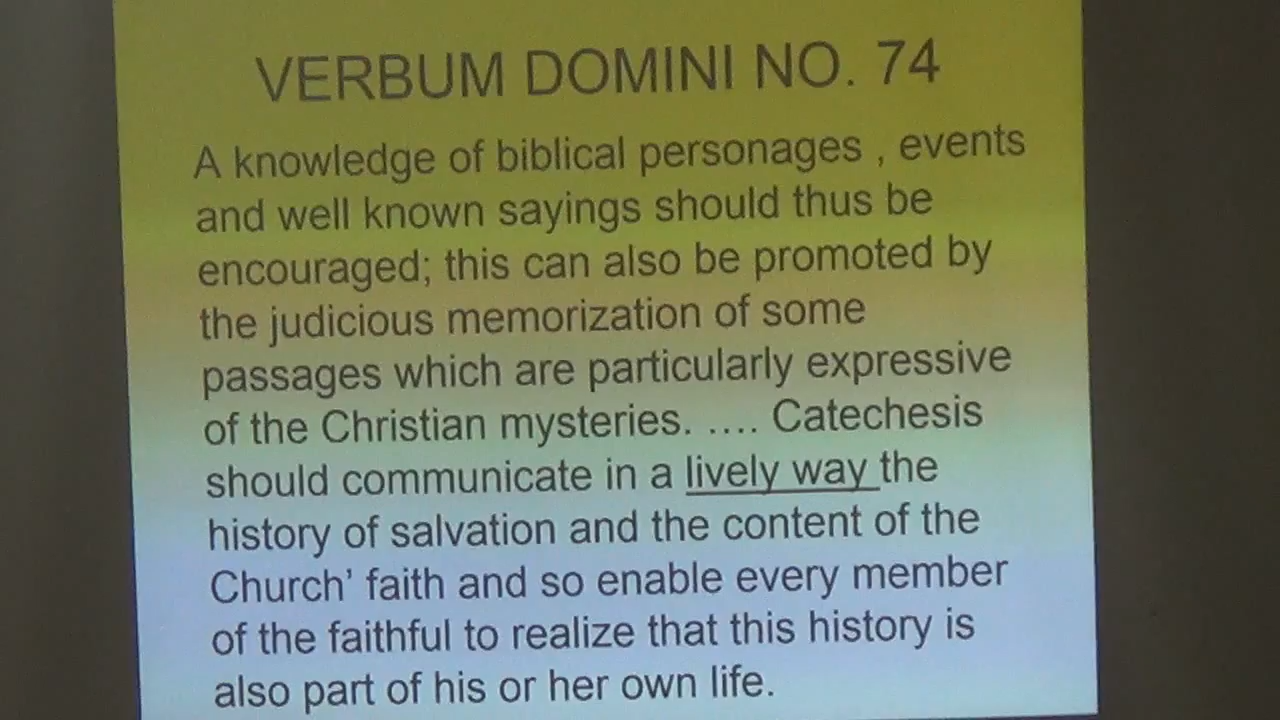 VERBUM DOMINI NO. 74
A knowledge of biblical personages , events
and well known sayings should thus be
encouraged; this can also be promoted by
the judicious memorization of some
passages which are particularly expressive
of the Christian mysteries. .... Catechesis
should communicate in a lively way the
history of salvation and the content of the
Church' faith and so enable every member
of the faithful to realize that this history is
also part of his or her own life.